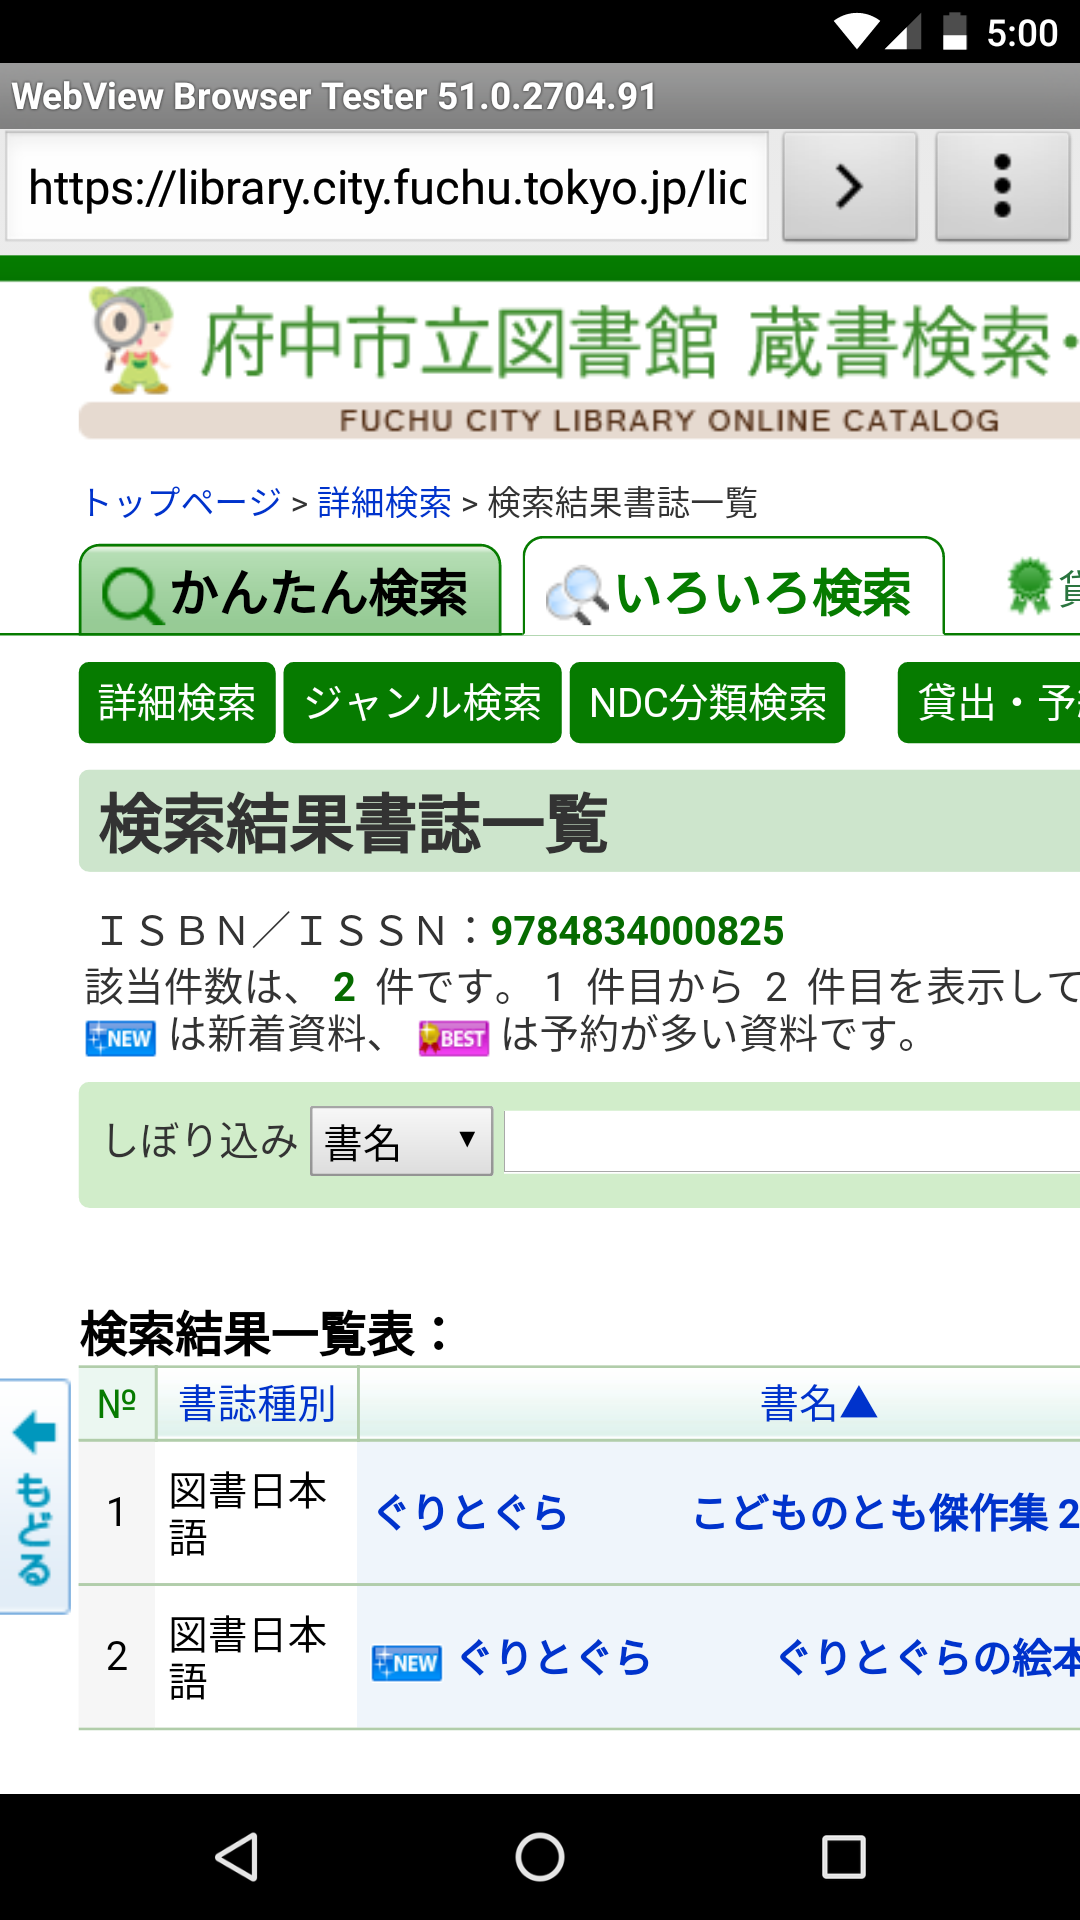 5:00
WebView Browser Tester 51.0.2704.91
https://library.city.fuchu.tokyo.jp/lic
府中市立図書館 蔵書検索・
FUCHU CITY LIBRARY ONLINE CATALOG
トップページ > 詳細検索 > 検索結果書誌一覧
かんたん検索 いろいろ検索
詳細検索 ジャンル検索 NDC分類検索 貸出・予
検索結果書誌一覧
ＩＳＢＮ／ＩＳＳＮ：9784834000825
該当件数は、 2 件です。 1 件目から 2 件目を表示して
NEW は新着資料、 BEST は予約が多い資料です。
しぼり込み 書名 ▼
検索結果一覧表：
№ 書誌種別 書名▲
もどる
1 図書日本語 ぐりとぐら こどものとも傑作集 2
2 図書日本語 NEW ぐりとぐら ぐりとぐらの絵本